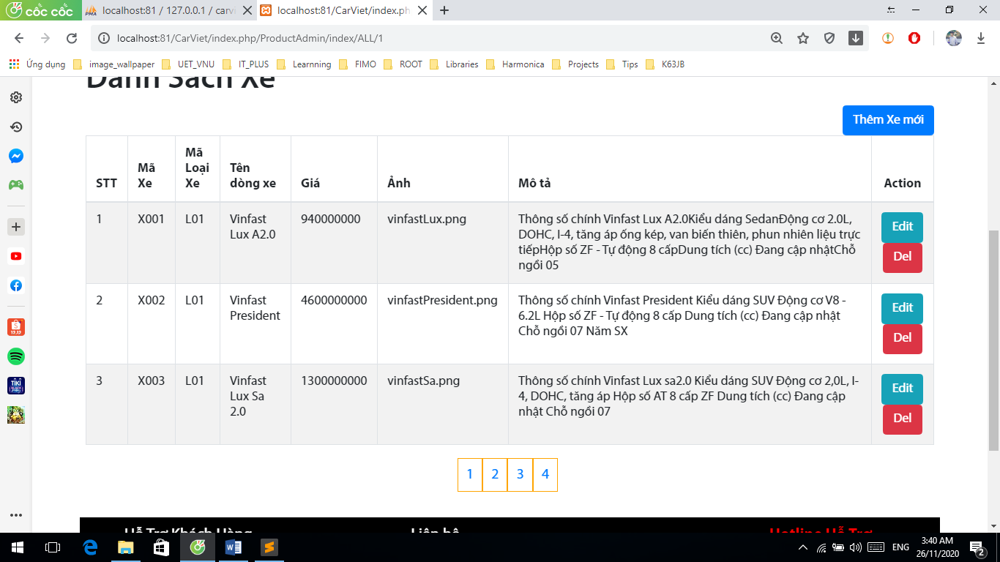 cốc cốc
localhost:81 / 127.0.0.1 / carvi
localhost:81/CarViet/index.ph
localhost:81/CarViet/index.php/ProductAdmin/index/ALL/1
Ứng dụng image_wallpaper UET_VNU IT_PLUS Learnning FIMO ROOT Libraries Harmonica Projects Tips K63JB
Danh Sách Xe
Thêm Xe mới
STT Mã Xe Mã Loại Xe Tên dòng xe Giá Ảnh Mô tả Action
1 X001 L01 Vinfast Lux A2.0 940000000 vinfastLux.png Thông số chính Vinfast Lux A2.0Kiểu dáng SedanĐộng cơ 2.0L,
DOHC, I-4, tăng áp ống kép, van biến thiên, phun nhiên liệu trực
tiếpHộp số ZF - Tự động 8 cấpDung tích (cc) Đang cập nhậtChỗ
ngồi 05
Edit
Del
2 X002 L01 Vinfast President 4600000000 vinfastPresident.png Thông số chính Vinfast President Kiểu dáng SUV Động cơ V8 -
6.2L Hộp số ZF - Tự động 8 cấp Dung tích (cc) Đang cập nhật
Chỗ ngồi 07 Năm SX
Edit
Del
3 X003 L01 Vinfast Lux Sa 2.0 1300000000 vinfastSa.png Thông số chính Vinfast Lux sa2.0 Kiểu dáng SUV Động cơ 2,0L, I-
4, DOHC, tăng áp Hộp số AT 8 cấp ZF Dung tích (cc) Đang cập
nhật Chỗ ngồi 07
Edit
Del
1 2 3 4
Hỗ Trợ Khách Hàng Liên hệ Hotline Hỗ Trợ
ENG
3:40 AM
26/11/2020
2